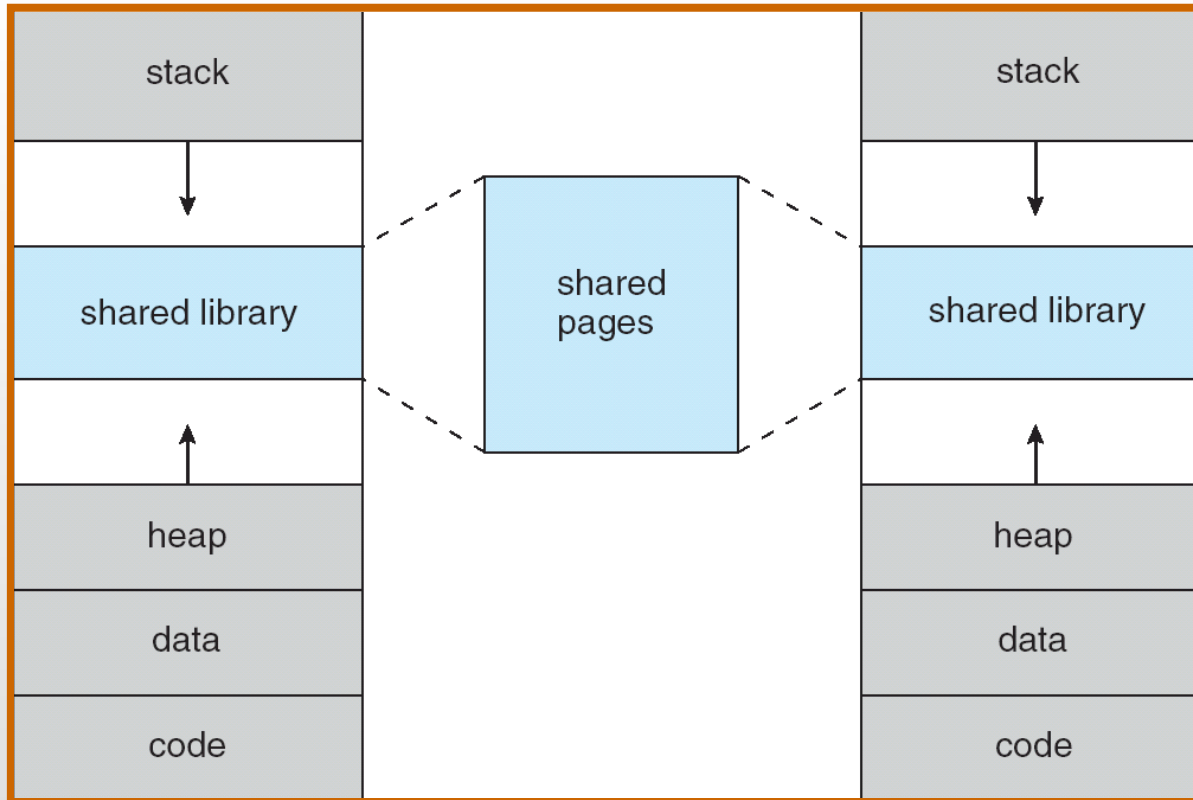 stack
shared library
heap
data
code
shared
pages
stack
shared library
heap
data
code